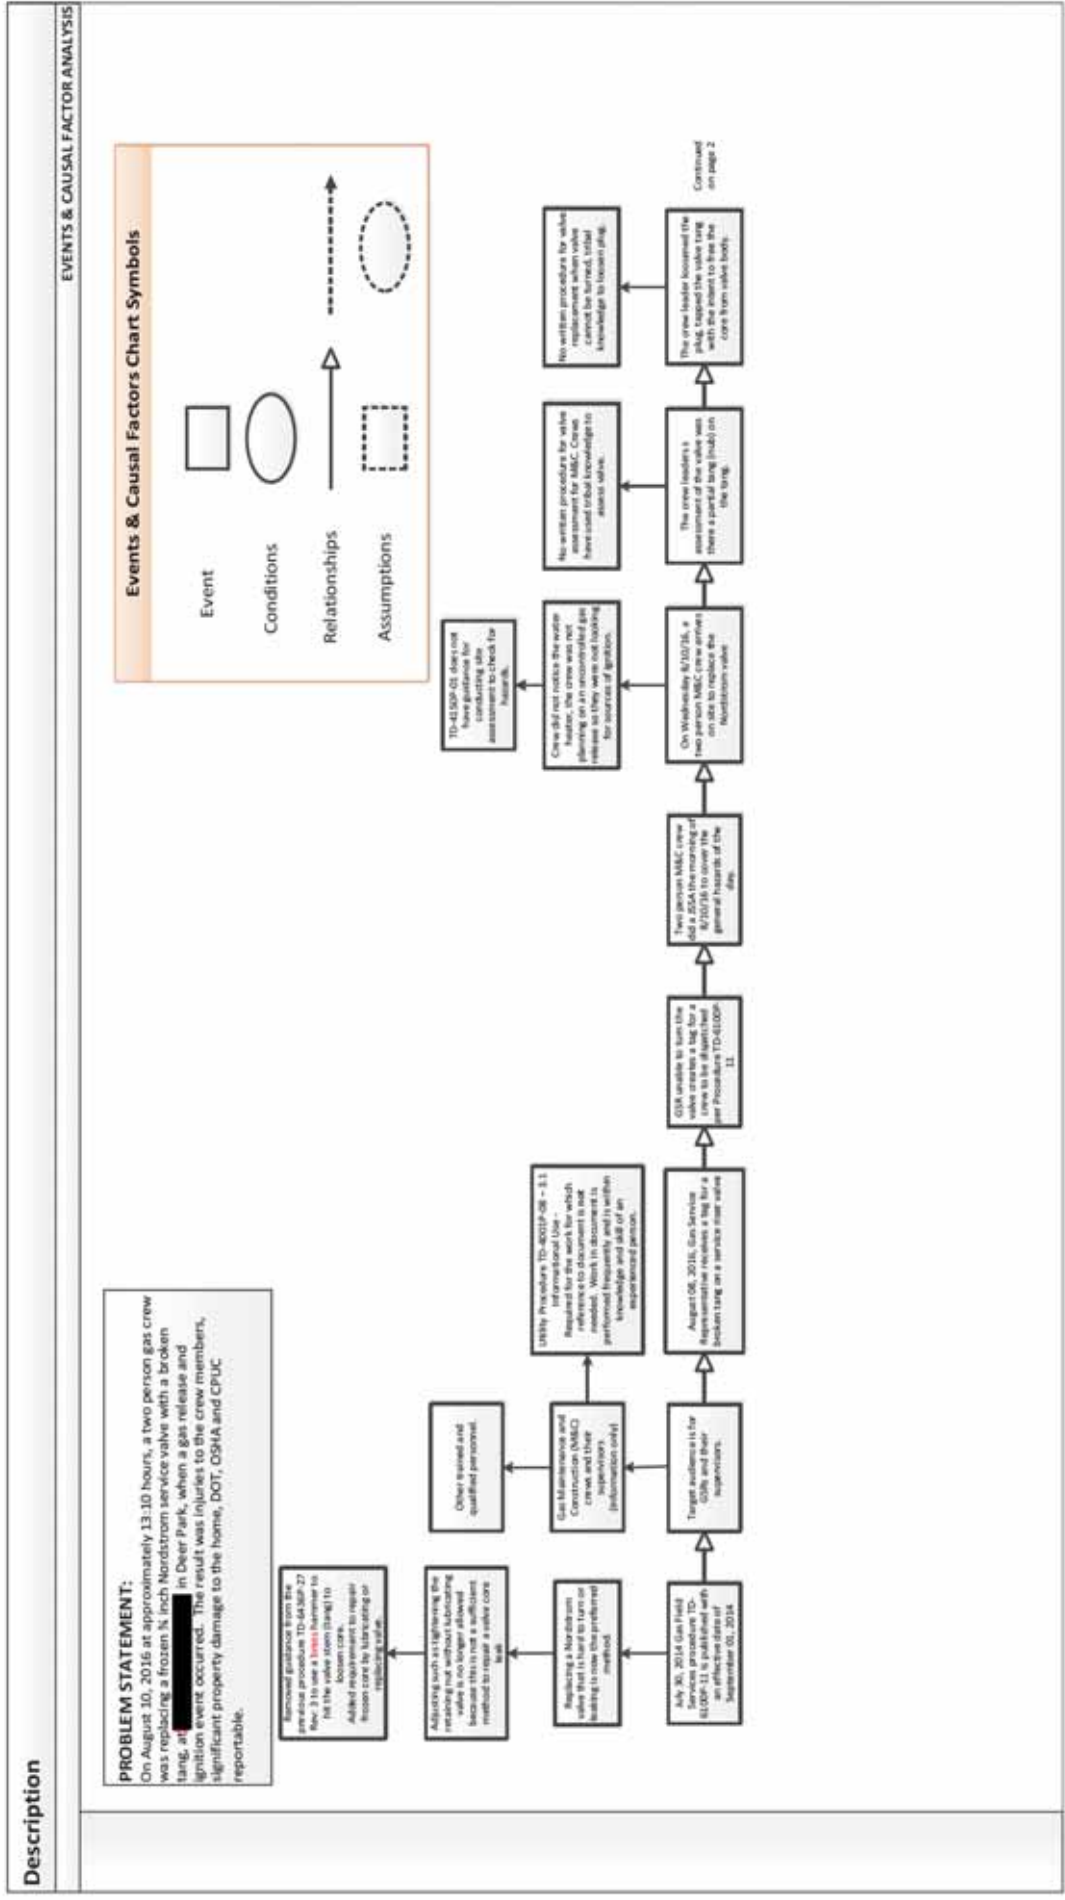 Description
EVENTS & CAUSAL FACTOR ANALYSIS
PROBLEM STATEMENT:
On August 10, 2016 at approximately 13:10 hours, a two person gas crew
was replacing a frozen ¾ inch Nordstrom service valve with a broken
tang, at in Deer Park, when a gas release and
ignition event occurred. The result was injuries to the crew members,
significant property damage to the home, DOT, OSHA and CPUC
reportable.
Events & Causal Factors Chart Symbols
Event
Conditions
Relationships
Assumptions
Removed guidance from the
previous procedure TD-6436P-27
Rev: 3 to use a brass hammer to
hit the valve stem (tang) to
loosen core.
Added requirement to repair
frozen core by lubricating or
replacing valve.
Adjusting such as tightening the
retaining nut without lubricating
valve is no longer allowed
because this is not a sufficient
method to repair a valve core
leak
Replacing a Nordstrom
valve that is hard to turn or
leaking is now the preferred
method.
July 30, 2014 Gas Field
Services procedure TD-
6100P-11 is published with
an effective date of
September 01, 2014
Other trained and
qualified personnel.
Gas Maintenance and
Construction (M&C)
crews and their
supervisors.
(information only)
Target audience is for
GSRs and their
supervisors.
Utility Procedure TD-4001P-08 – 3.1
Informational Use -
Required for the work for which
reference to document is not
needed. Work in document is
performed frequently and is within
knowledge and skill of an
experienced person.
August 08, 2016, Gas Service
Representative receives a tag for a
broken tang on a service riser valve
GSR unable to turn the
valve creates a tag for a
crew to be dispatched
per Procedure TD-6100P-
11
Two person M&C crew
did a JSSA the morning of
8/10/16 to cover the
general hazards of the
day.
TD-4150P-01 does not
have guidance for
conducting site
assessment to check for
hazards.
Crew did not notice the water
heater, the crew was not
planning on an uncontrolled gas
release so they were not looking
for sources of ignition.
On Wednesday 8/10/16, a
two person M&C crew arrives
on site to replace the
Nordstrom valve
No written procedure for valve
assessment for M&C. Crews
have used tribal knowledge to
assess valve.
The crew leaders
assessment of the valve was
there a partial tang (nub) on
the tang.
No written procedure for valve
replacement when valve
cannot be turned, tribal
knowledge to loosen plug.
The crew leader loosened the
plug, tapped the valve tang
with the intent to free the
core from valve body.
Continued
on page 2